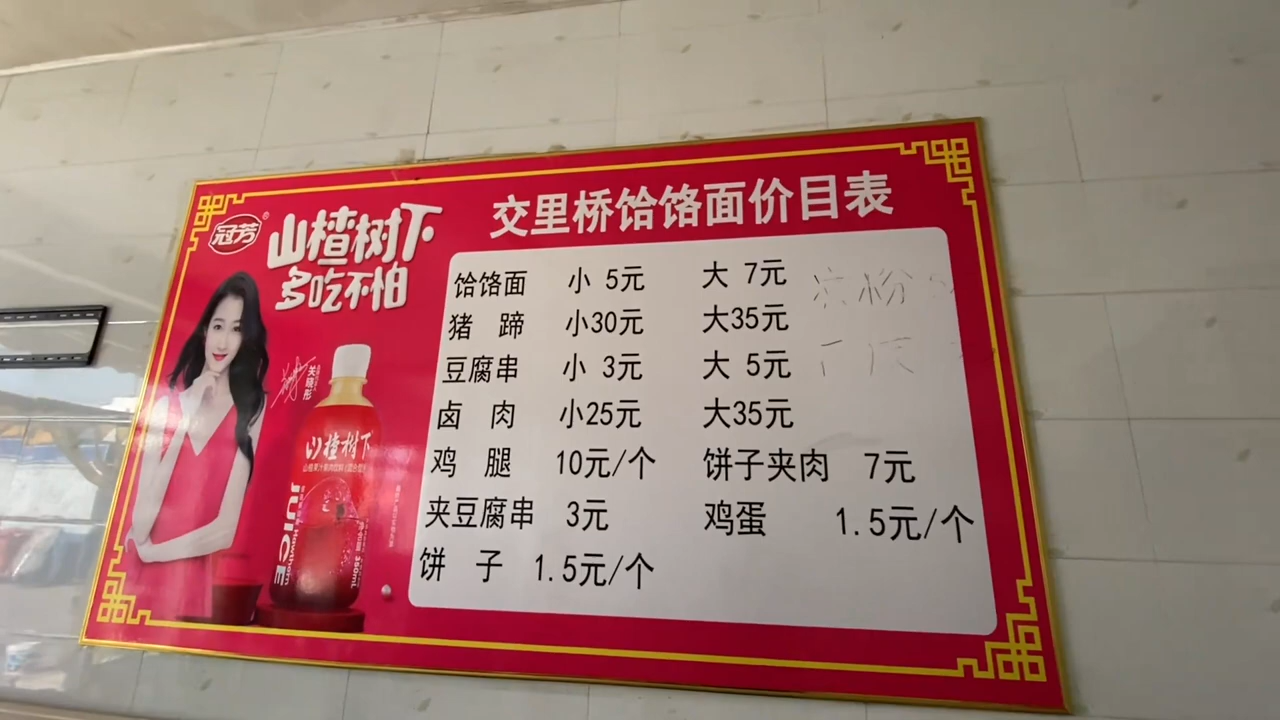 冠芳®
山楂树下
多吃不怕
关晓彤
山楂树下
JUICE
Hawthorn
350mL
交里桥饸饹面价目表
饸饹面 小 5元 大 7元
猪 蹄 小30元 大35元
豆腐串 小 3元 大 5元
卤 肉 小25元 大35元
鸡 腿 10元/个 饼子夹肉 7元
夹豆腐串 3元 鸡蛋 1.5元/个
饼 子 1.5元/个